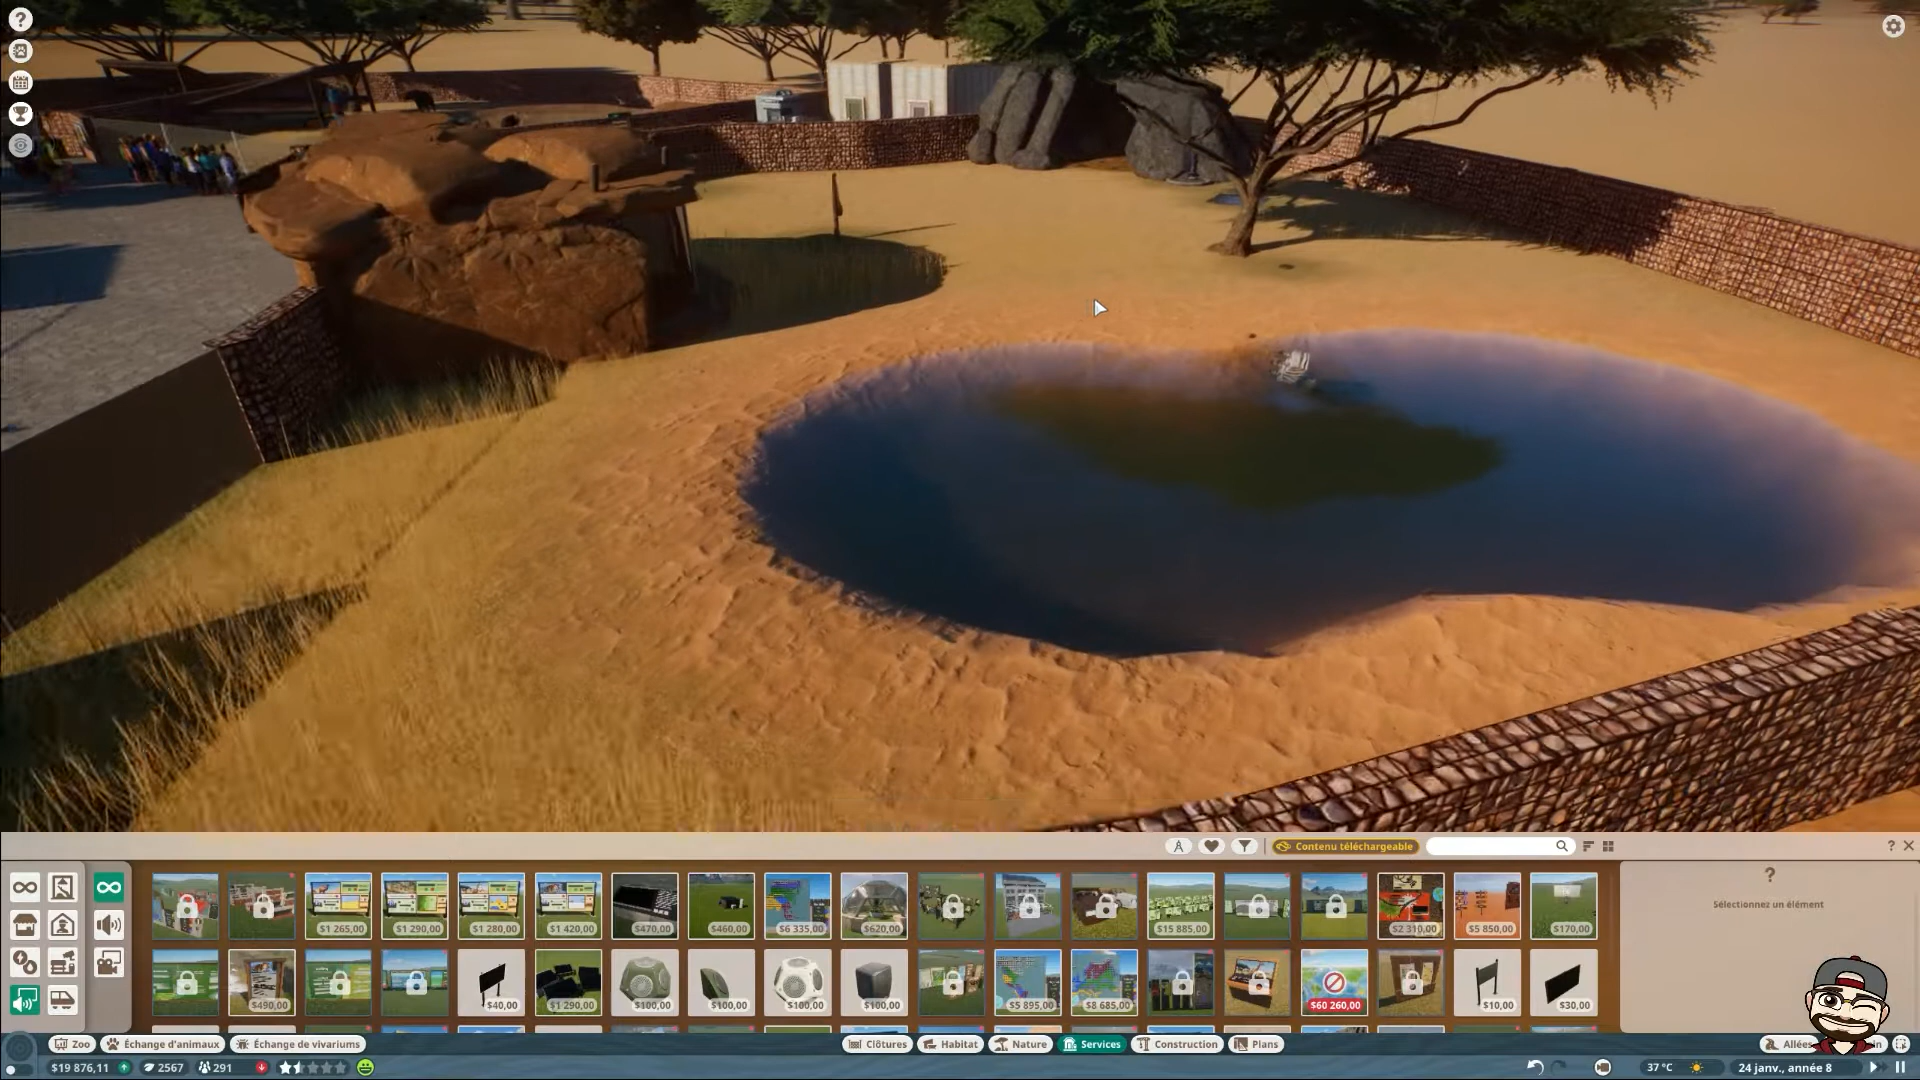 Contenu téléchargeable
$1 265,00
$1 290,00
$1 280,00
$1 420,00
$470,00
$460,00
$6 335,00
$620,00
$15 885,00
$2 310,00
$5 850,00
$170,00
Sélectionnez un élément
$490,00
$40,00
$1 290,00
$100,00
$100,00
$100,00
$100,00
$5 895,00
$8 685,00
$60 260,00
$10,00
$30,00
Zoo
Échange d'animaux
Échange de vivariums
Clôtures
Habitat
Nature
Services
Construction
Plans
Allées
$19 876,11
2567
291
37 °C
24 janv., année 8